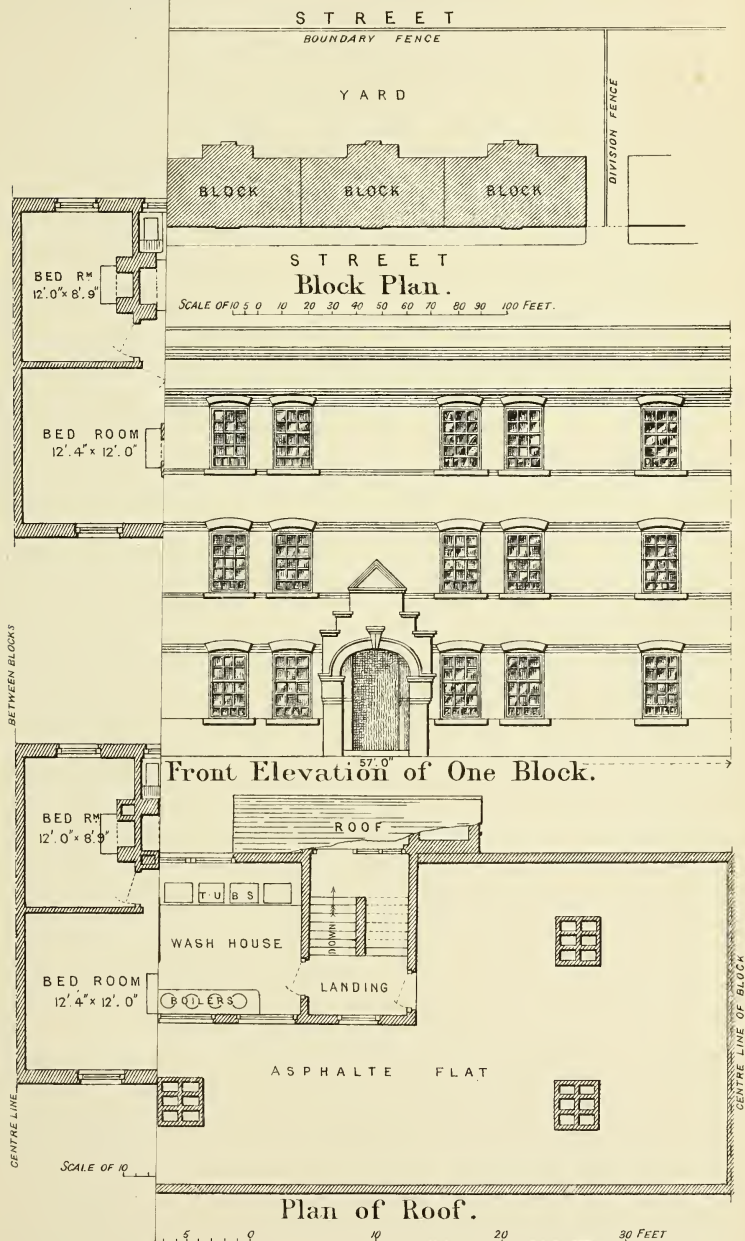 STREET
BOUNDARY FENCE
YARD
DIVISION FENCE
BLOCK BLOCK BLOCK
STREET
Block Plan.
SCALE OF 10 5 0 10 20 30 40 50 60 70 80 90 100 FEET.
BED RM
12'.0" × 8'.9"
BED ROOM
12'.4" × 12'.0"
BETWEEN BLOCKS
57'.0"
Front Elevation of One Block.
BED RM
12'.0" × 8'.9"
ROOF
TUBS
WASH HOUSE
DOWN
BED ROOM
12'.4" × 12'.0"
LANDING
BOILERS
ASPHALTE FLAT
CENTRE LINE OF BLOCK
CENTRE LINE
SCALE OF 10
Plan of Roof.
5 0 10 20 30 FEET